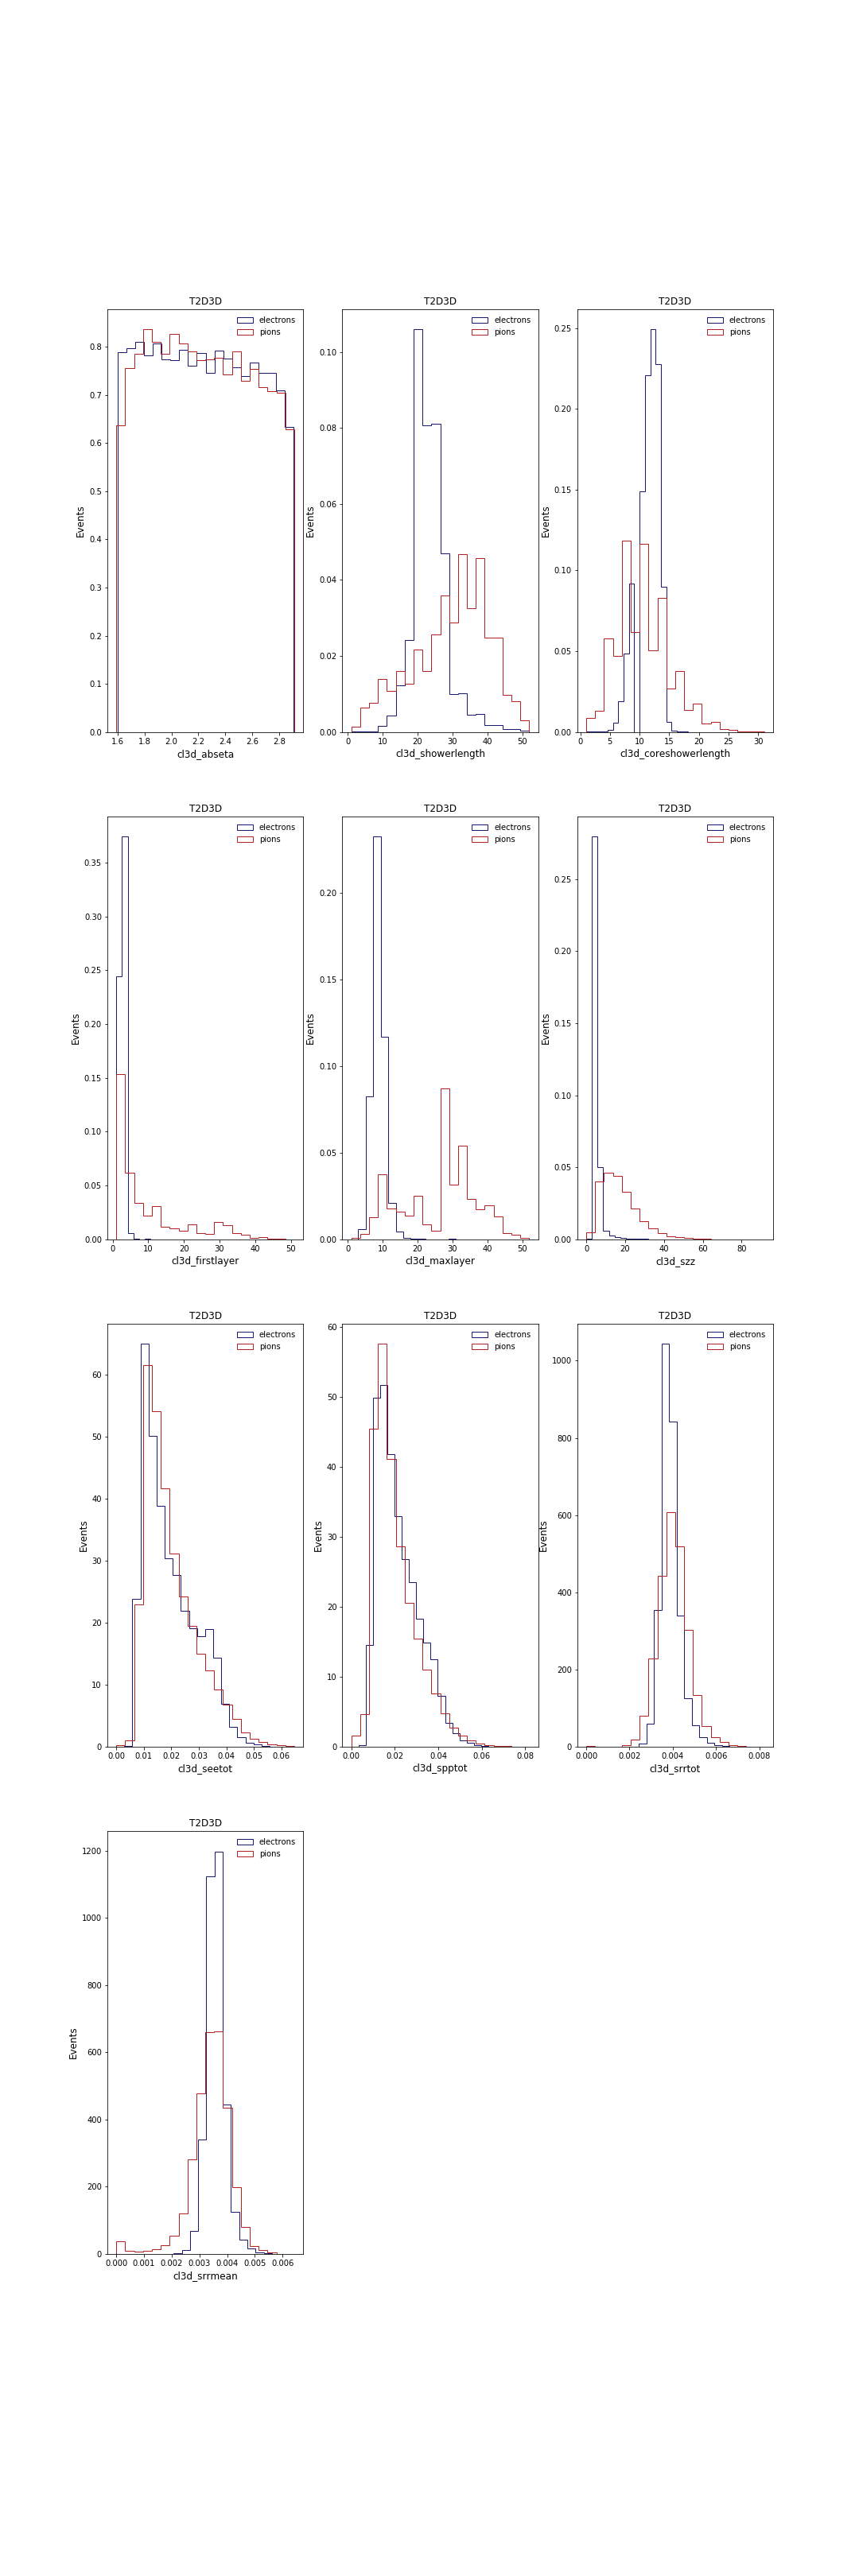 T2D3D
electrons
pions
Events
0.0
0.1
0.2
0.3
0.4
0.5
0.6
0.7
0.8
1.6 1.8 2.0 2.2 2.4 2.6 2.8
cl3d_abseta
T2D3D
electrons
pions
Events
0.00
0.02
0.04
0.06
0.08
0.10
0 10 20 30 40 50
cl3d_showerlength
T2D3D
electrons
pions
Events
0.00
0.05
0.10
0.15
0.20
0.25
0 5 10 15 20 25 30
cl3d_coreshowerlength
T2D3D
electrons
pions
Events
0.00
0.05
0.10
0.15
0.20
0.25
0.30
0.35
0 10 20 30 40 50
cl3d_firstlayer
T2D3D
electrons
pions
Events
0.00
0.05
0.10
0.15
0.20
0 10 20 30 40 50
cl3d_maxlayer
T2D3D
electrons
pions
Events
0.00
0.05
0.10
0.15
0.20
0.25
0 20 40 60 80
cl3d_szz
T2D3D
electrons
pions
Events
0
10
20
30
40
50
60
0.00 0.01 0.02 0.03 0.04 0.05 0.06
cl3d_seetot
T2D3D
electrons
pions
Events
0
10
20
30
40
50
60
0.00 0.02 0.04 0.06 0.08
cl3d_spptot
T2D3D
electrons
pions
Events
0
200
400
600
800
1000
0.000 0.002 0.004 0.006 0.008
cl3d_srrtot
T2D3D
electrons
pions
Events
0
200
400
600
800
1000
1200
0.000 0.001 0.002 0.003 0.004 0.005 0.006
cl3d_srrmean